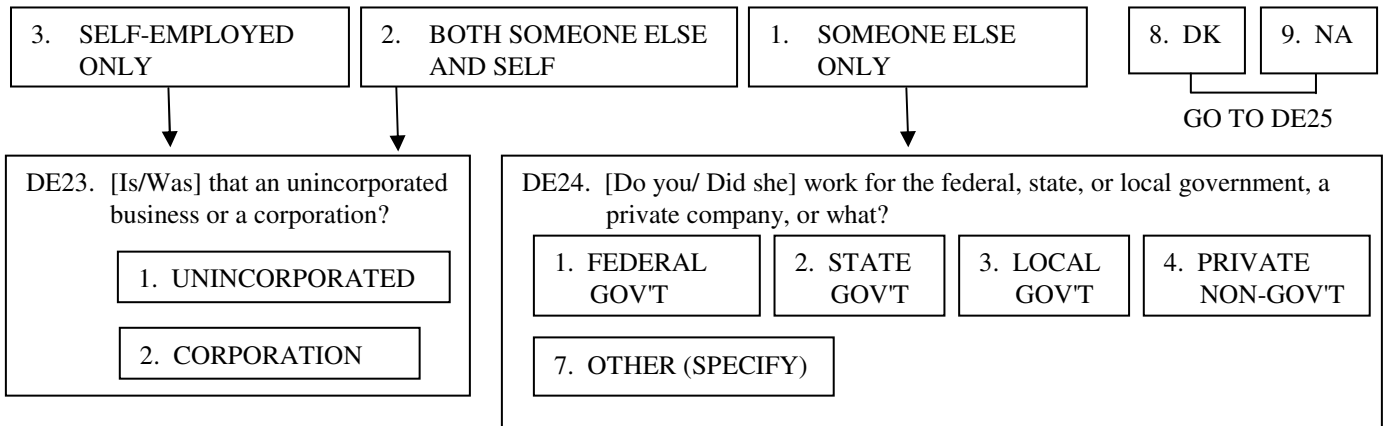 3. SELF-EMPLOYED ONLY
2. BOTH SOMEONE ELSE AND SELF
1. SOMEONE ELSE ONLY
8. DK
9. NA
GO TO DE25
DE23. [Is/Was] that an unincorporated
business or a corporation?
1. UNINCORPORATED
2. CORPORATION
DE24. [Do you/ Did she] work for the federal, state, or local government, a
private company, or what?
1. FEDERAL
GOV'T
2. STATE
GOV'T
3. LOCAL
GOV'T
4. PRIVATE
NON-GOV'T
7. OTHER (SPECIFY)